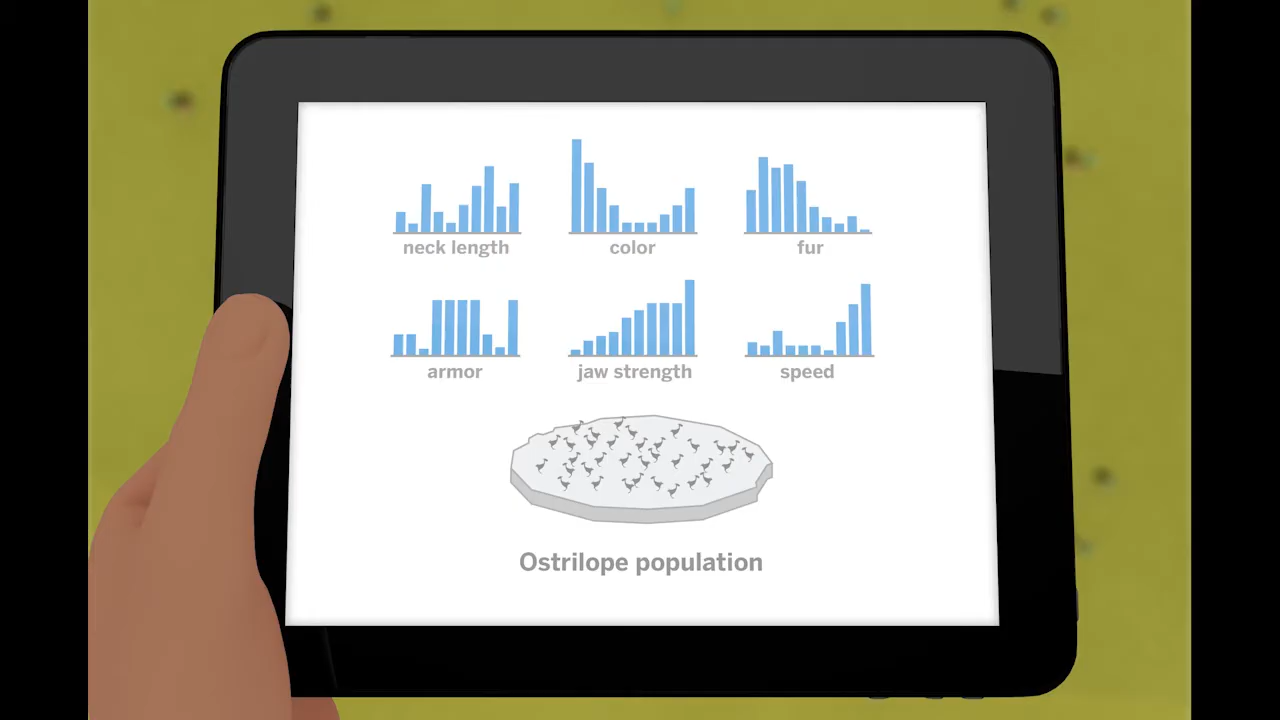 neck length
color
fur
armor
jaw strength
speed
Ostrilope population